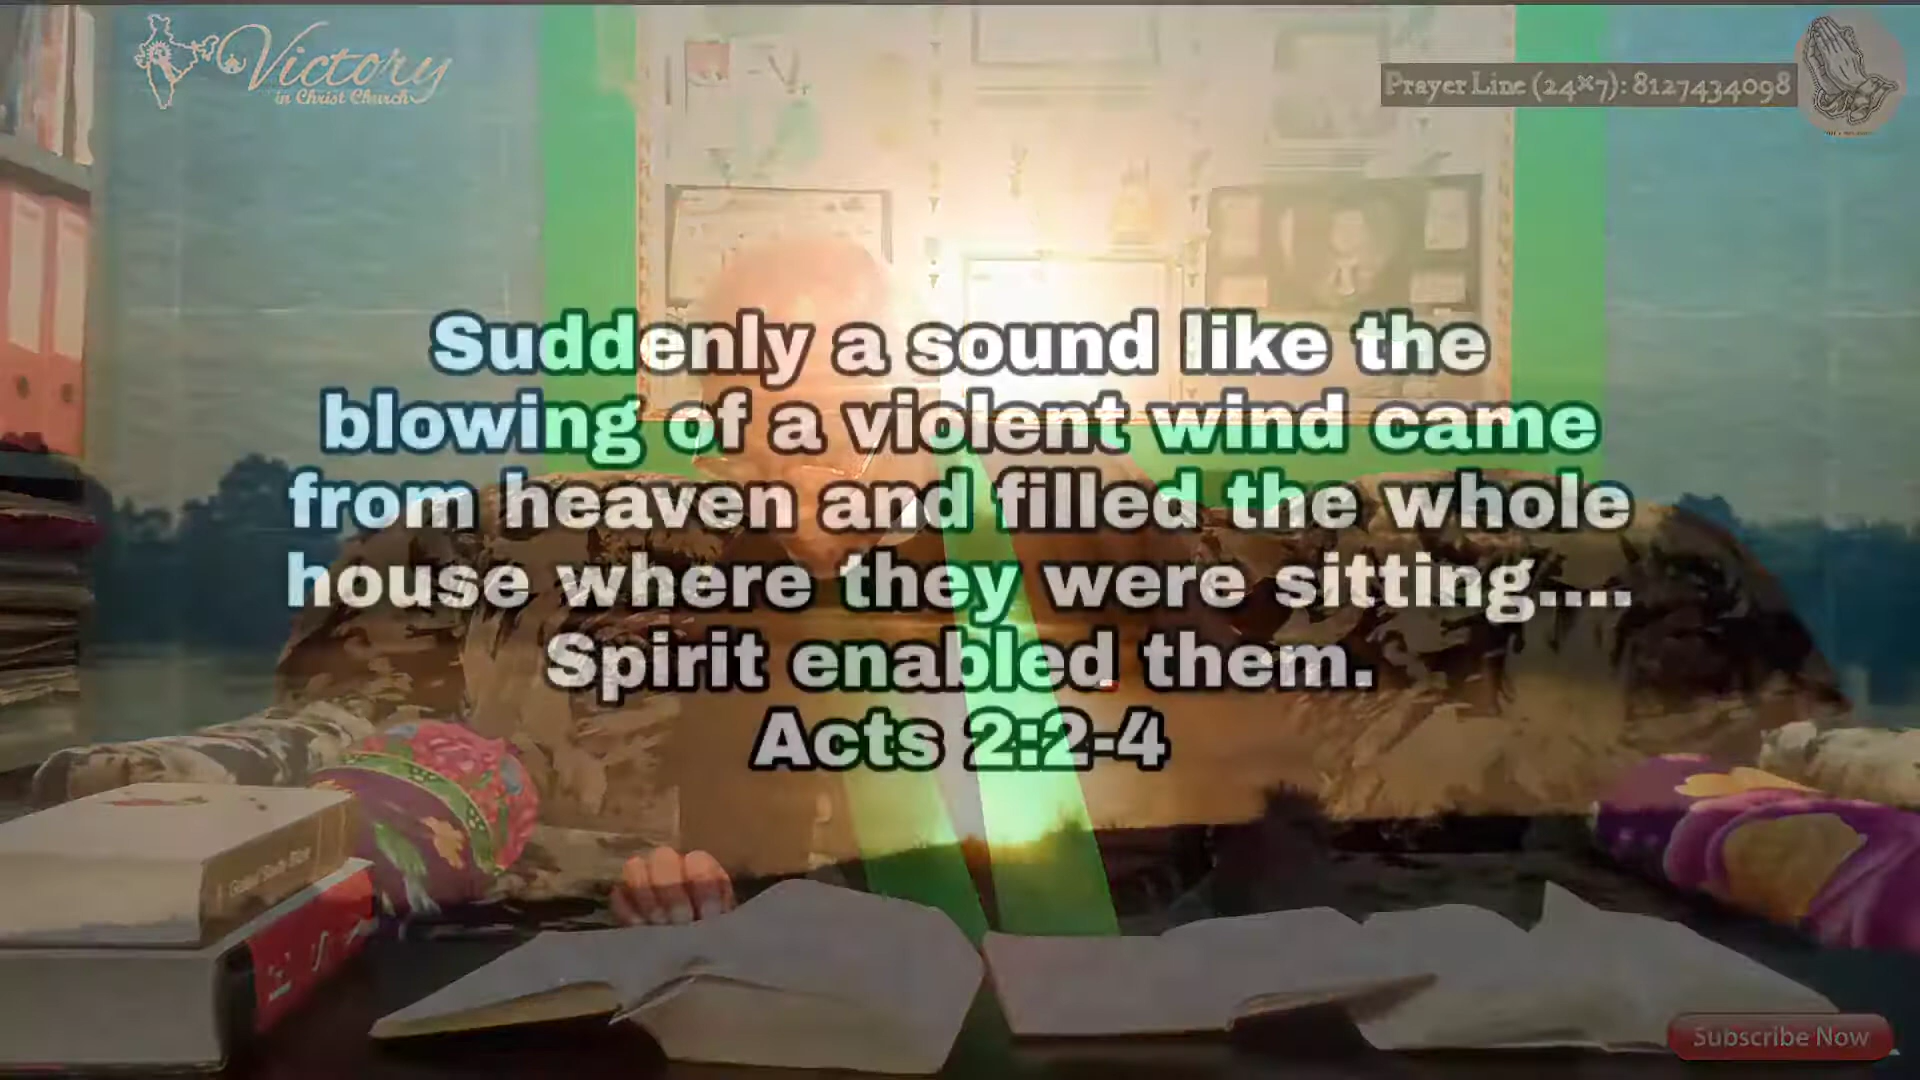 Victory
in Christ Church
Prayer Line (24×7): 8127434098
Suddenly a sound like the
blowing of a violent wind came
from heaven and filled the whole
house where they were sitting....
Spirit enabled them.
Acts 2:2-4
Subscribe Now